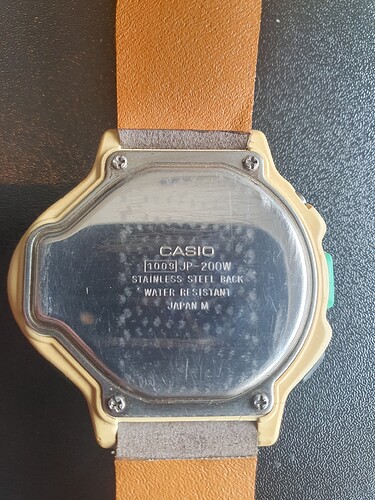 CASIO
1009 JP-200W
STAINLESS STEEL BACK
WATER RESISTANT
JAPAN M